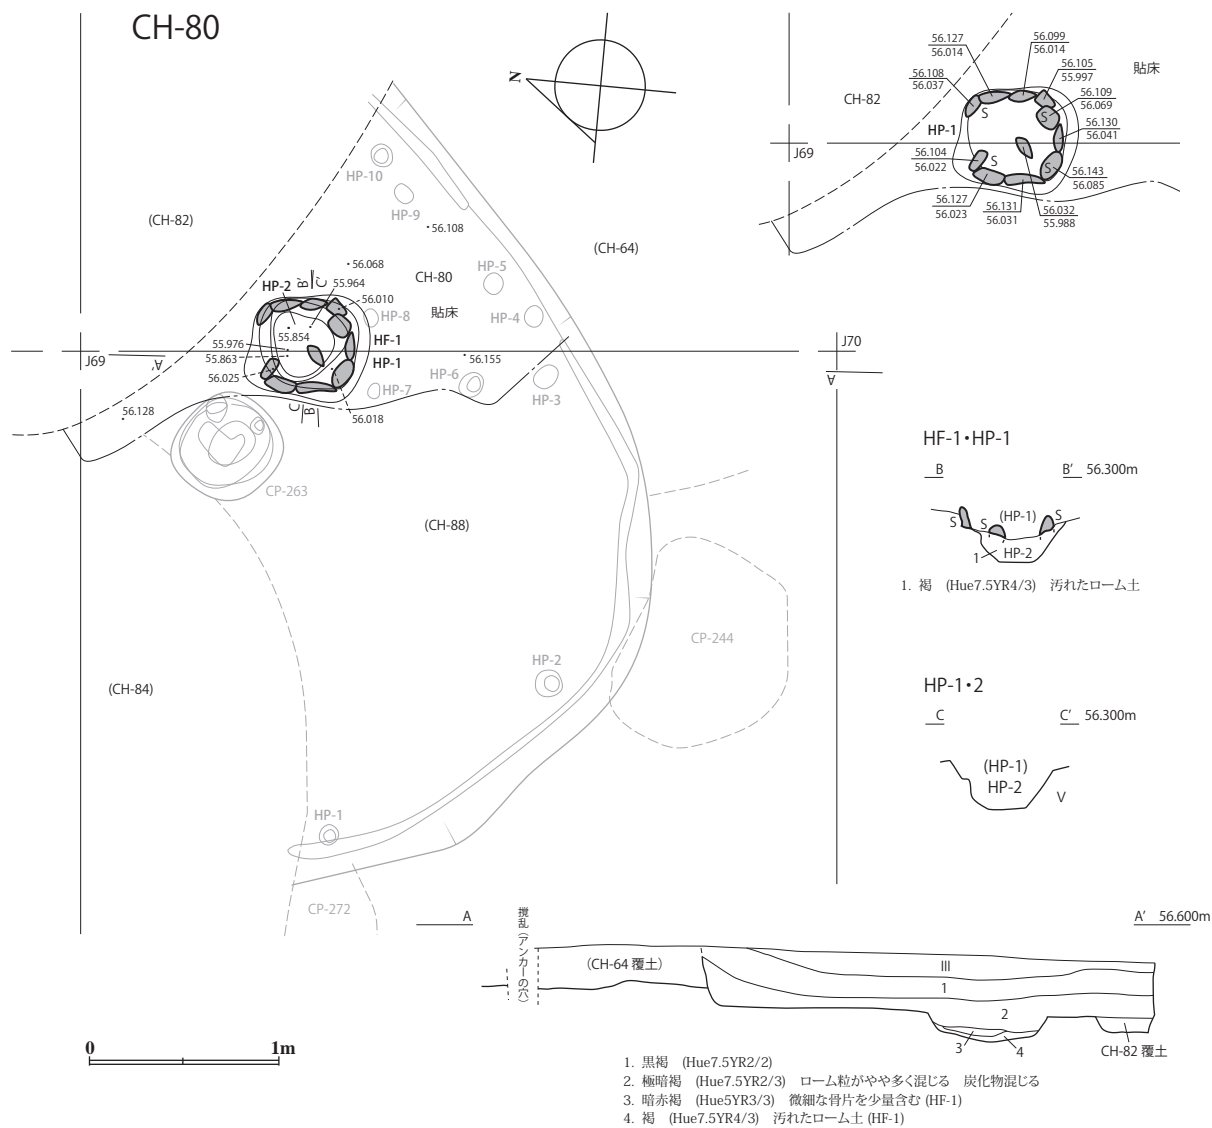 CH-80
N
56.127
56.014
56.099
56.014
56.108
56.037
56.105
55.997
貼床
CH-82
56.109
56.069
S
S
HP-1
56.130
56.041
J69
56.104
56.022
S
S
56.143
56.085
56.127
56.023
56.131
56.031
56.032
55.988
HP-10
HP-9
(CH-82)
56.108
(CH-64)
56.068
HP-5
CH-80
HP-2
B'
C'
55.964
56.010
HP-8
貼床
HP-4
55.854
55.976
HF-1
J69
A'
55.863
HP-1
56.155
J70
A
56.025
HP-6
HP-7
HP-3
C
B
56.018
56.128
CP-263
(CH-88)
HF-1・HP-1
B
B' 56.300m
S
S
(HP-1)
S
1
HP-2
1. 褐 (Hue7.5YR4/3) 汚れたローム土
CP-244
HP-2
(CH-84)
HP-1・2
C
C' 56.300m
(HP-1)
HP-2
V
HP-1
CP-272
A
撹乱(アンカーの穴)
A' 56.600m
(CH-64 覆土)
III
1
2
3
4
CH-82 覆土
0
1m
1. 黒褐 (Hue7.5YR2/2)
2. 極暗褐 (Hue7.5YR2/3) ローム粒がやや多く混じる 炭化物混じる
3. 暗赤褐 (Hue5YR3/3) 微細な骨片を少量含む (HF-1)
4. 褐 (Hue7.5YR4/3) 汚れたローム土 (HF-1)